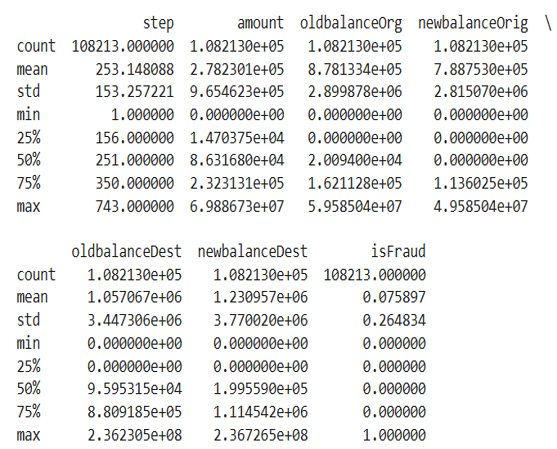 step amount oldbalanceOrg newbalanceOrig \
count 108213.000000 1.082130e+05 1.082130e+05 1.082130e+05
mean 253.148088 2.782301e+05 8.781334e+05 7.887530e+05
std 153.257221 9.654623e+05 2.899878e+06 2.815070e+06
min 1.000000 0.000000e+00 0.000000e+00 0.000000e+00
25% 156.000000 1.470375e+04 0.000000e+00 0.000000e+00
50% 251.000000 8.631680e+04 2.009400e+04 0.000000e+00
75% 350.000000 2.323131e+05 1.621128e+05 1.136025e+05
max 743.000000 6.988673e+07 5.958504e+07 4.958504e+07
oldbalanceDest newbalanceDest isFraud
count 1.082130e+05 1.082130e+05 108213.000000
mean 1.057067e+06 1.230957e+06 0.075897
std 3.447306e+06 3.770020e+06 0.264834
min 0.000000e+00 0.000000e+00 0.000000
25% 0.000000e+00 0.000000e+00 0.000000
50% 9.595315e+04 1.995590e+05 0.000000
75% 8.809185e+05 1.114542e+06 0.000000
max 2.362305e+08 2.367265e+08 1.000000